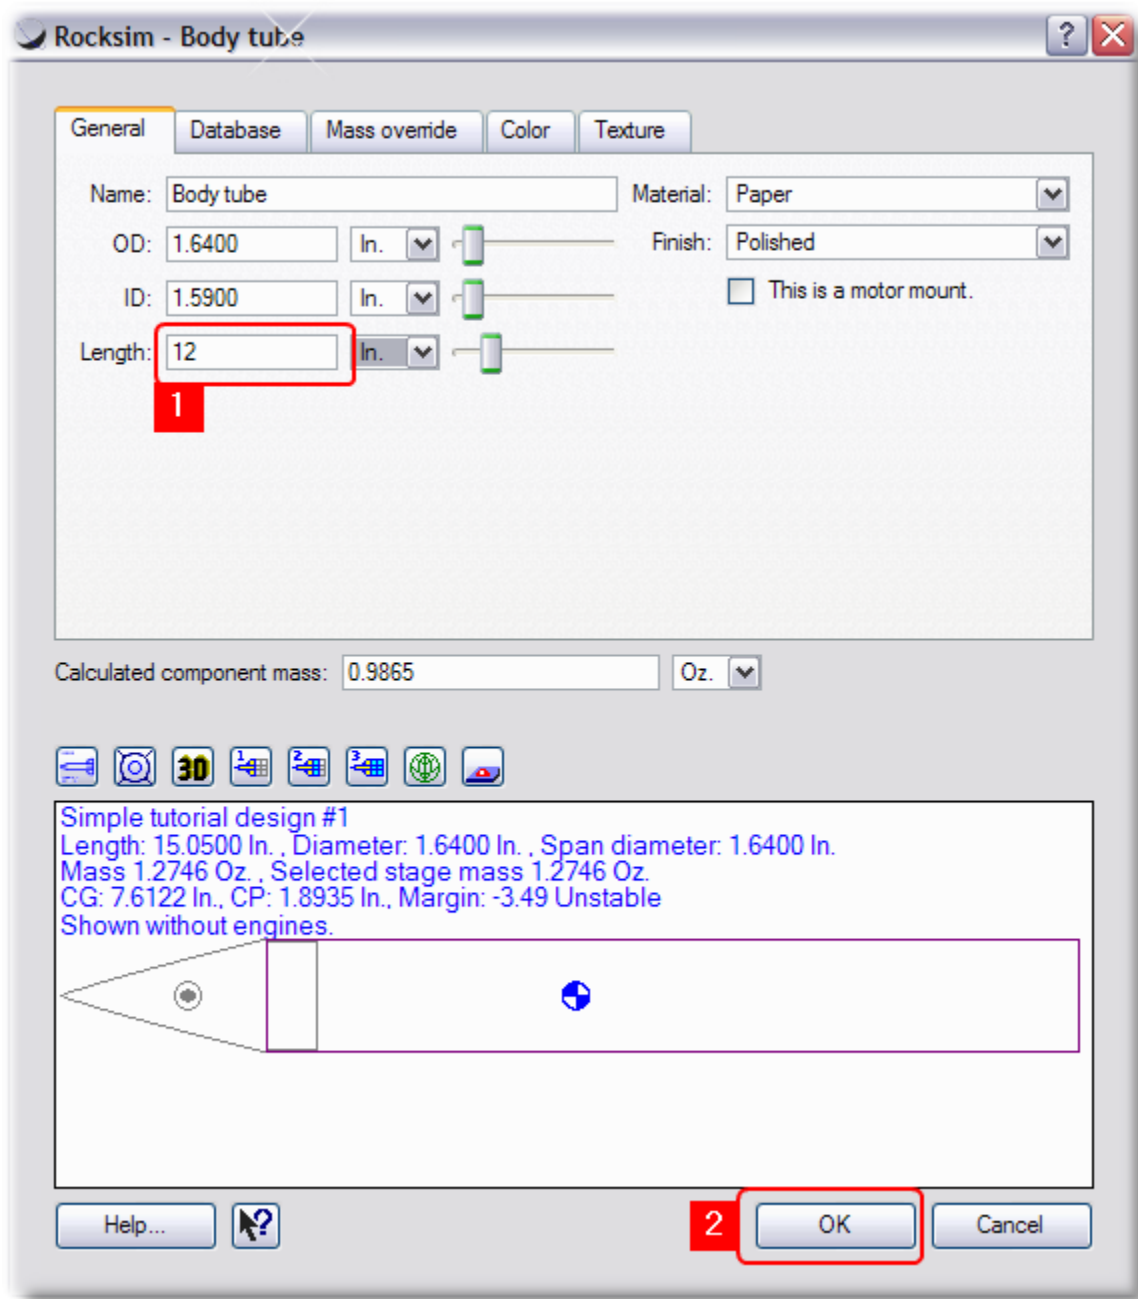 Rocksim - Body tube
General Database Mass override Color Texture
Name: Body tube Material: Paper
OD: 1.6400 In. Finish: Polished
ID: 1.5900 In. This is a motor mount.
Length: 12 In.
1
Calculated component mass: 0.9865 Oz.
3D 1 2 3
Simple tutorial design #1
Length: 15.0500 In. , Diameter: 1.6400 In. , Span diameter: 1.6400 In.
Mass 1.2746 Oz. , Selected stage mass 1.2746 Oz.
CG: 7.6122 In., CP: 1.8935 In., Margin: -3.49 Unstable
Shown without engines.
Help... ? 2 OK Cancel